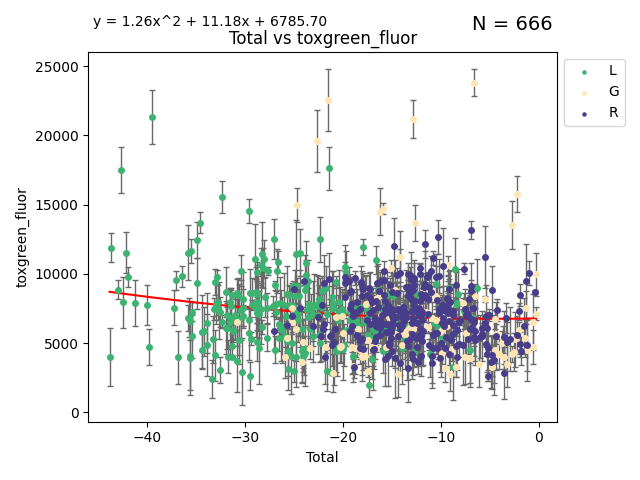 y = 1.26x^2 + 11.18x + 6785.70
N = 666
Total vs toxgreen_fluor
25000
20000
15000
10000
5000
0
toxgreen_fluor
−40
−30
−20
−10
0
Total
L
G
R